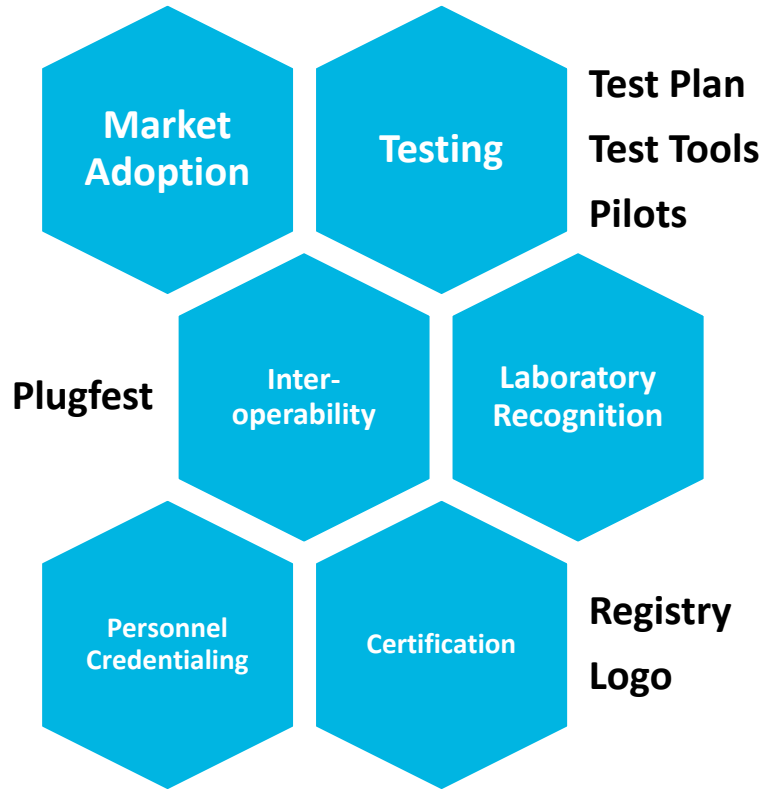 Market
Adoption
Testing
Test Plan
Test Tools
Pilots
Plugfest
Inter-
operability
Laboratory
Recognition
Personnel
Credentialing
Certification
Registry
Logo